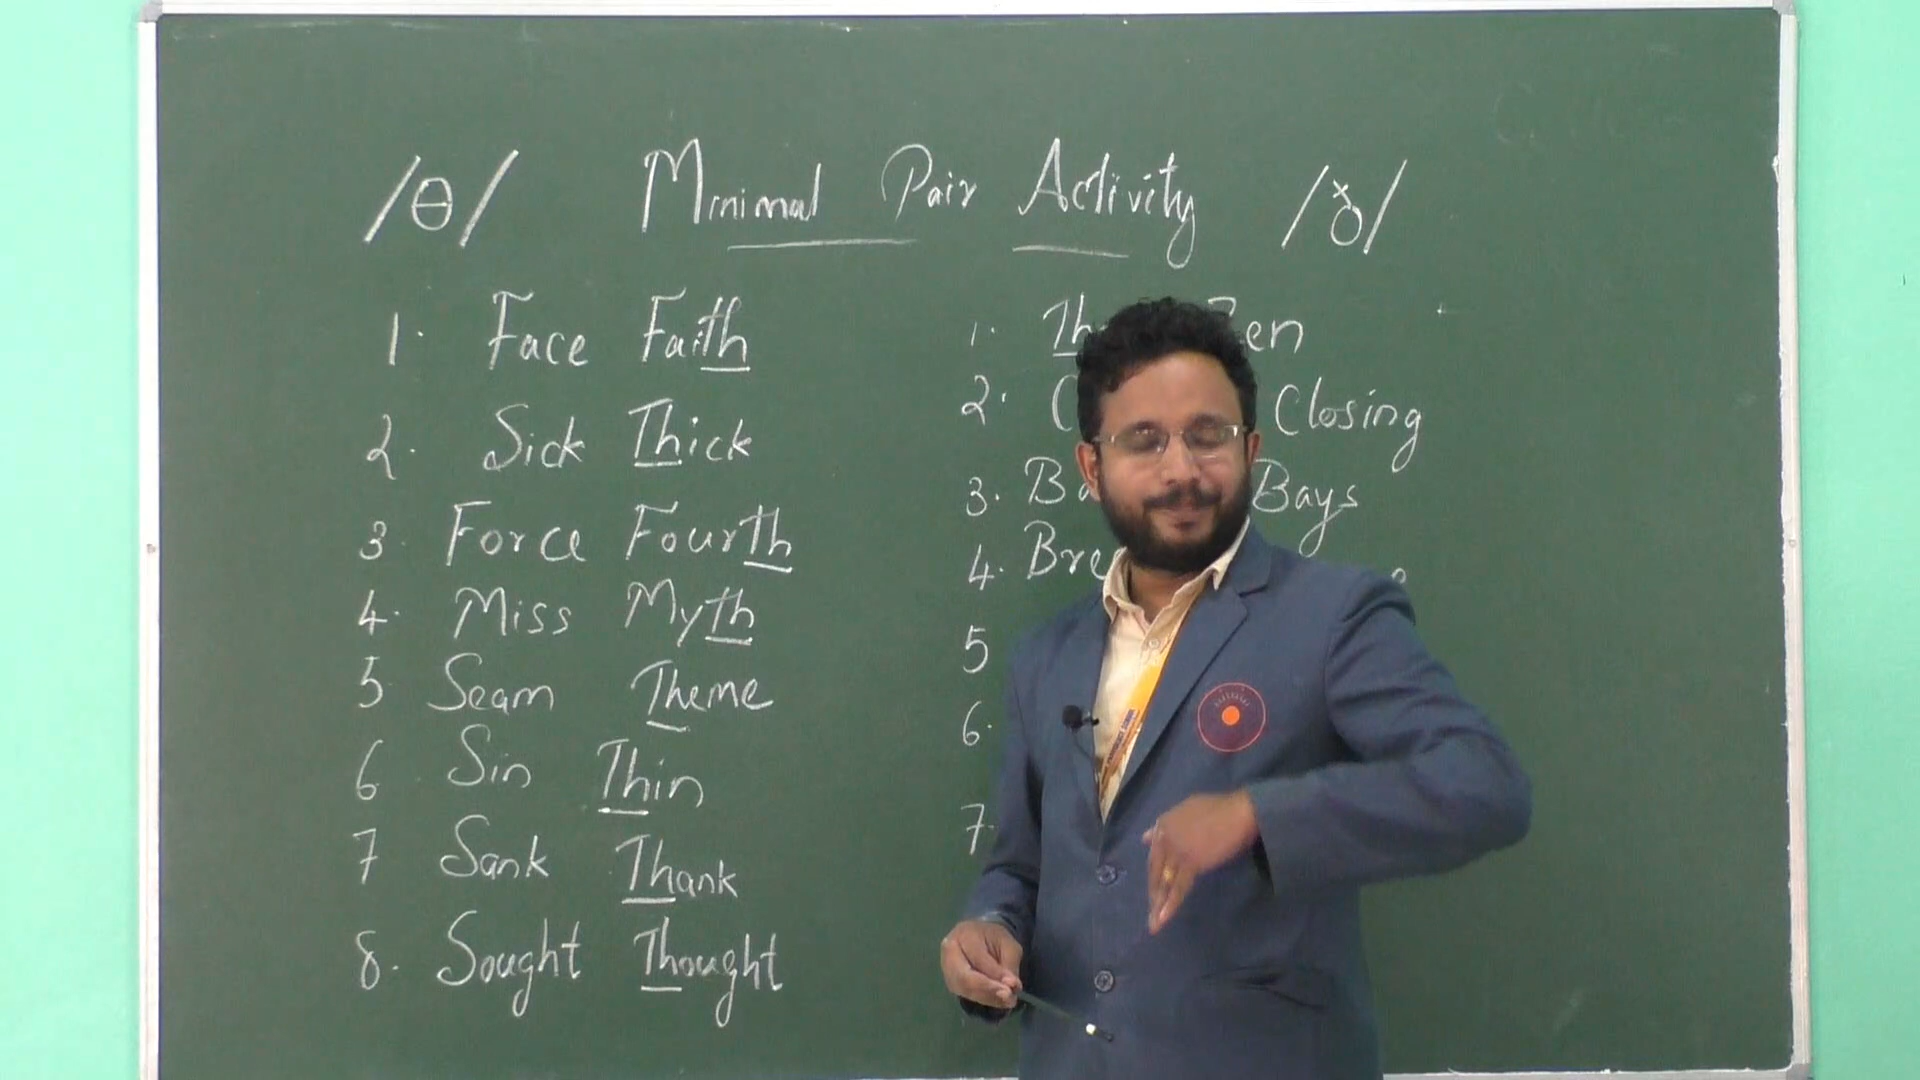 /θ/ Minimal Pair Activity /ð/
1. Face Faith
2. Sick Thick
3. Force Fourth
4. Miss Myth
5 Seam Theme
6. Sin Thin
7 Sank Thank
8. Sought Thought
1. Zen
2. Closing
3. Bays
4.
5
6.
7.